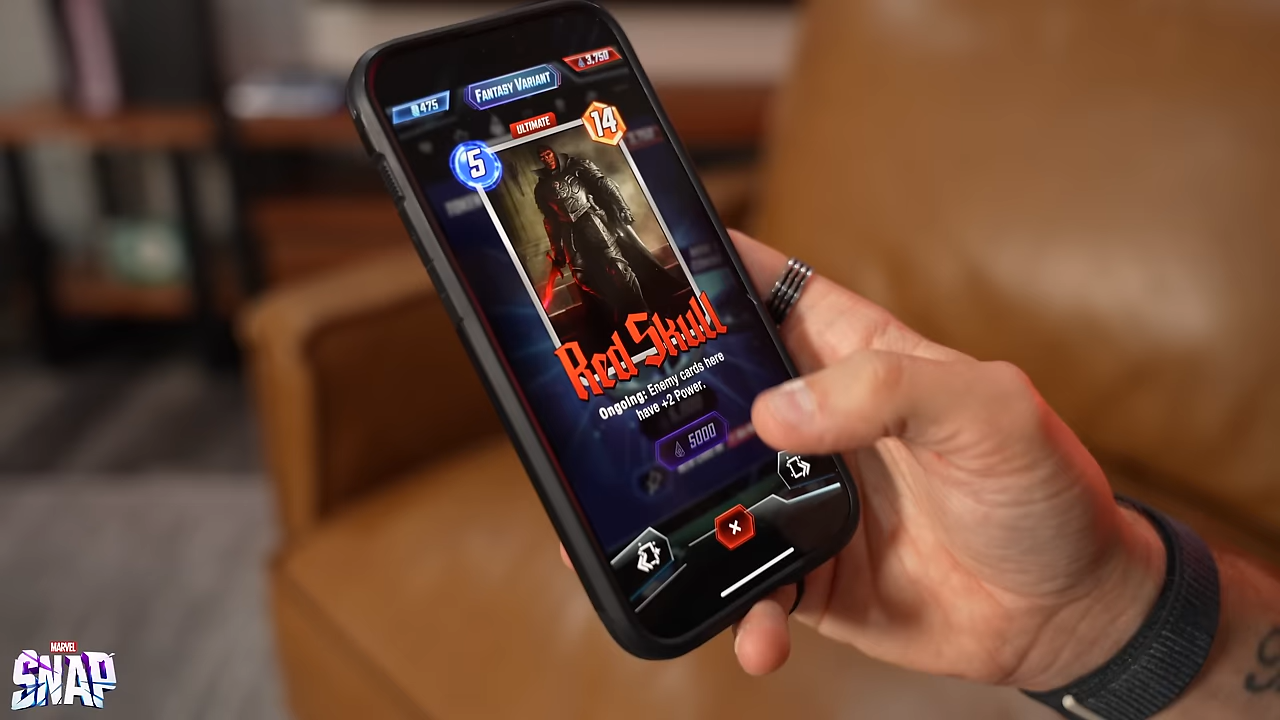 3,750
475
FANTASY VARIANT
ULTIMATE
5
14
Red Skull
Ongoing: Enemy cards here
have +2 Power.
5000
MARVEL
SNAP